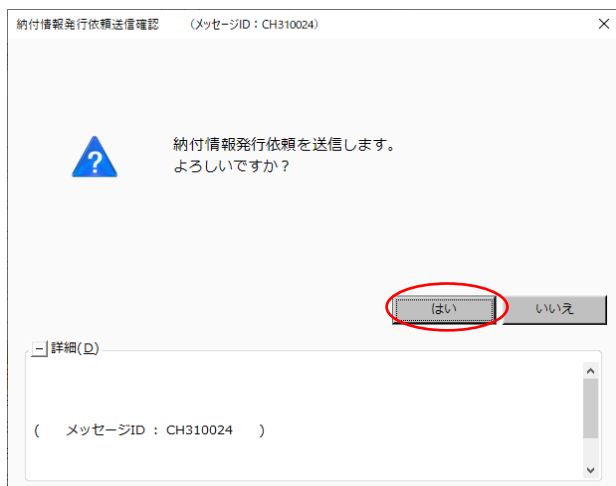 納付情報発行依頼送信確認　　（メッセージID：CH310024）
?
納付情報発行依頼を送信します。
よろしいですか？
はい
いいえ
詳細(D)
(　メッセージID ：CH310024　)